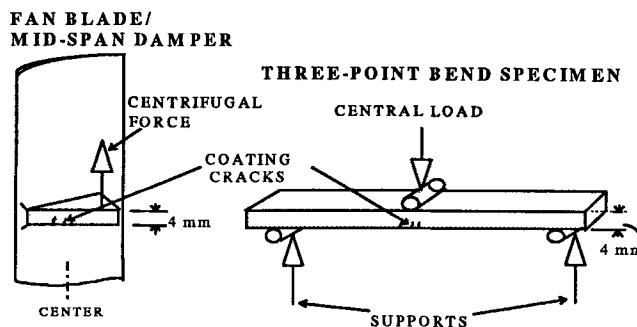 FAN BLADE/
MID-SPAN DAMPER
CENTRIFUGAL
FORCE
COATING
CRACKS
4 mm
CENTER
THREE-POINT BEND SPECIMEN
CENTRAL LOAD
4 mm
SUPPORTS